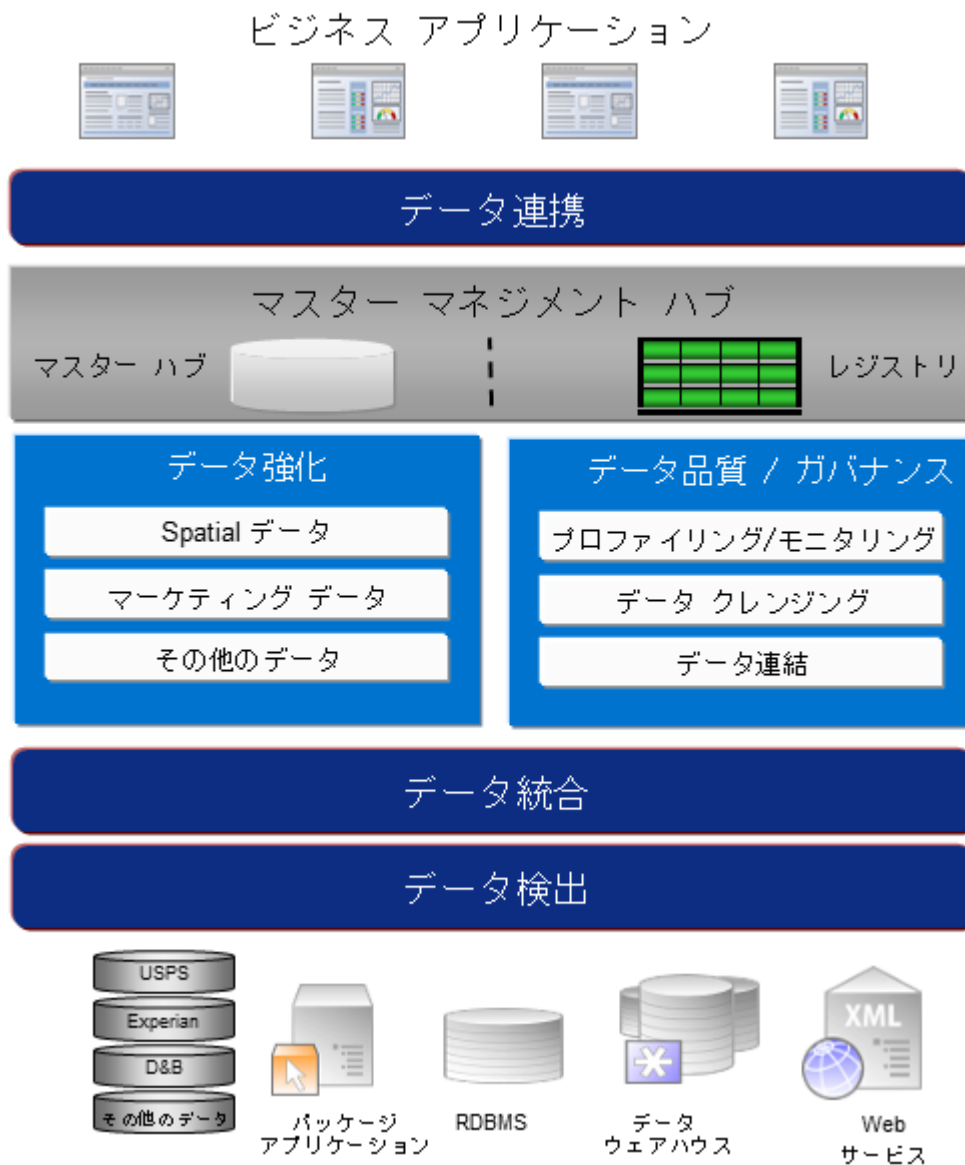 ビジネス アプリケーション
データ連携
マスター マネジメント ハブ
マスター ハブ
レジストリ
データ強化
Spatial データ
マーケティング データ
その他のデータ
データ品質 / ガバナンス
プロファイリング/モニタリング
データ クレンジング
データ連結
データ統合
データ検出
USPS
Experian
D&B
その他のデータ
パッケージ
アプリケーション
RDBMS
データ
ウェアハウス
XML
Web
サービス